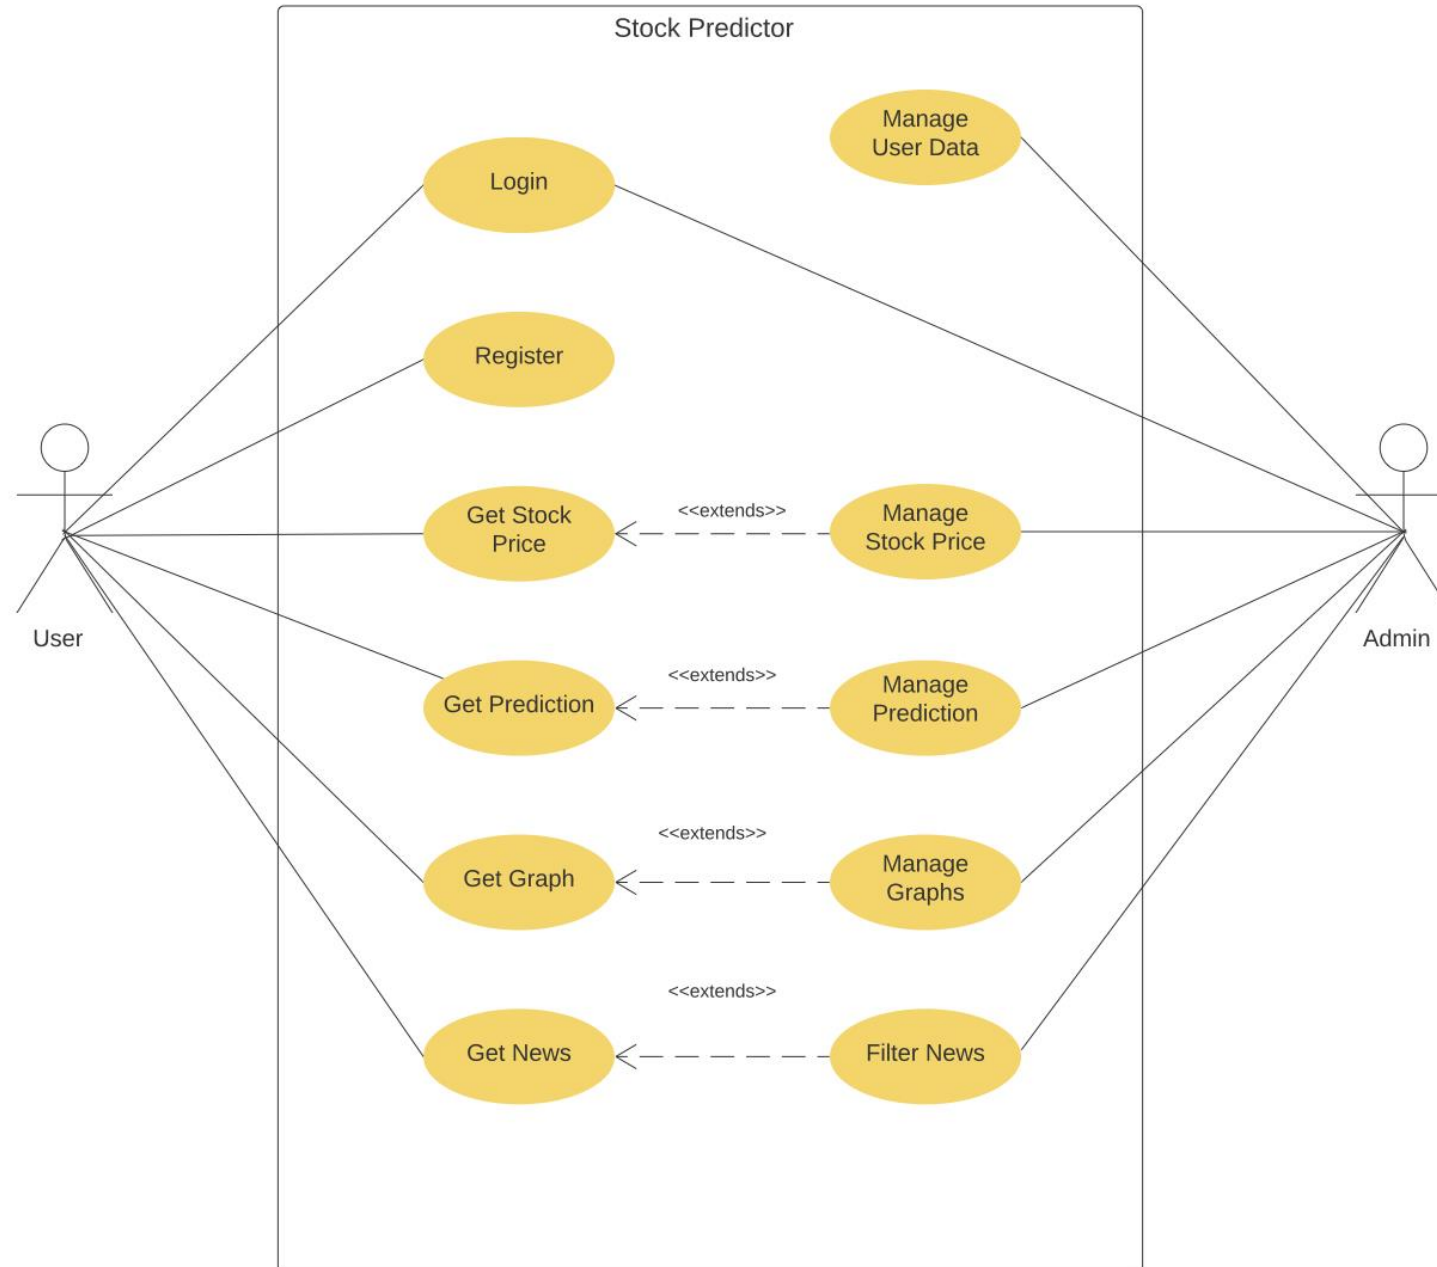 Stock Predictor
Manage
User Data
Login
Register
Get Stock
Price
<<extends>>
Manage
Stock Price
User
Admin
Get Prediction
<<extends>>
Manage
Prediction
Get Graph
<<extends>>
Manage
Graphs
Get News
<<extends>>
Filter News